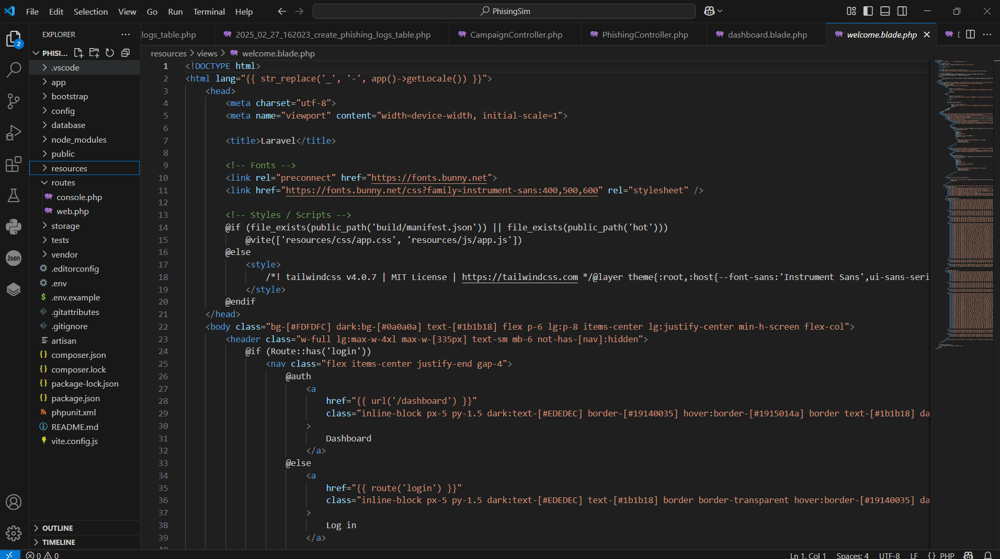 File Edit Selection View Go Run Terminal Help
PhisingSim
EXPLORER
logs_table.php
2025_02_27_162023_create_phishing_logs_table.php
CampaignController.php
PhishingController.php
dashboard.blade.php
welcome.blade.php
2
PHISI...
resources > views > welcome.blade.php
.vscode
app
bootstrap
config
database
node_modules
public
resources
routes
console.php
web.php
storage
tests
vendor
.editorconfig
.env
$ .env.example
.gitattributes
.gitignore
artisan
{} composer.json
{} composer.lock
{} package-lock.json
{} package.json
phpunit.xml
README.md
vite.config.js
Json
OUTLINE
TIMELINE
1 <!DOCTYPE html>
2 <html lang="{{ str_replace('_', '-', app()->getLocale()) }}">
3 <head>
4 <meta charset="utf-8">
5 <meta name="viewport" content="width=device-width, initial-scale=1">
6
7 <title>Laravel</title>
8
9 <!-- Fonts -->
10 <link rel="preconnect" href="https://fonts.bunny.net">
11 <link href="https://fonts.bunny.net/css?family=instrument-sans:400,500,600" rel="stylesheet" />
12
13 <!-- Styles / Scripts -->
14 @if (file_exists(public_path('build/manifest.json')) || file_exists(public_path('hot')))
15 @vite(['resources/css/app.css', 'resources/js/app.js'])
16 @else
17 <style>
18 /*! tailwindcss v4.0.7 | MIT License | https://tailwindcss.com */@layer theme{:root,:host{--font-sans:'Instrument Sans',ui-sans-seri
19 </style>
20 @endif
21 </head>
22 <body class="bg-[#FDFDFC] dark:bg-[#0a0a0a] text-[#1b1b18] flex p-6 lg:p-8 items-center lg:justify-center min-h-screen flex-col">
23 <header class="w-full lg:max-w-4xl max-w-[335px] text-sm mb-6 not-has-[nav]:hidden">
24 @if (Route::has('login'))
25 <nav class="flex items-center justify-end gap-4">
26 @auth
27 <a
28 href="{{ url('/dashboard') }}"
29 class="inline-block px-5 py-1.5 dark:text-[#EDEDEC] border-[#19140035] hover:border-[#1915014a] border text-[#1b1b18] da
30 >
31 Dashboard
32 </a>
33 @else
34 <a
35 href="{{ route('login') }}"
36 class="inline-block px-5 py-1.5 dark:text-[#EDEDEC] text-[#1b1b18] border border-transparent hover:border-[#19140035] da
37 >
38 Log in
39 </a>
0 0
Ln 1, Col 1 Spaces: 4 UTF-8 LF {} PHP